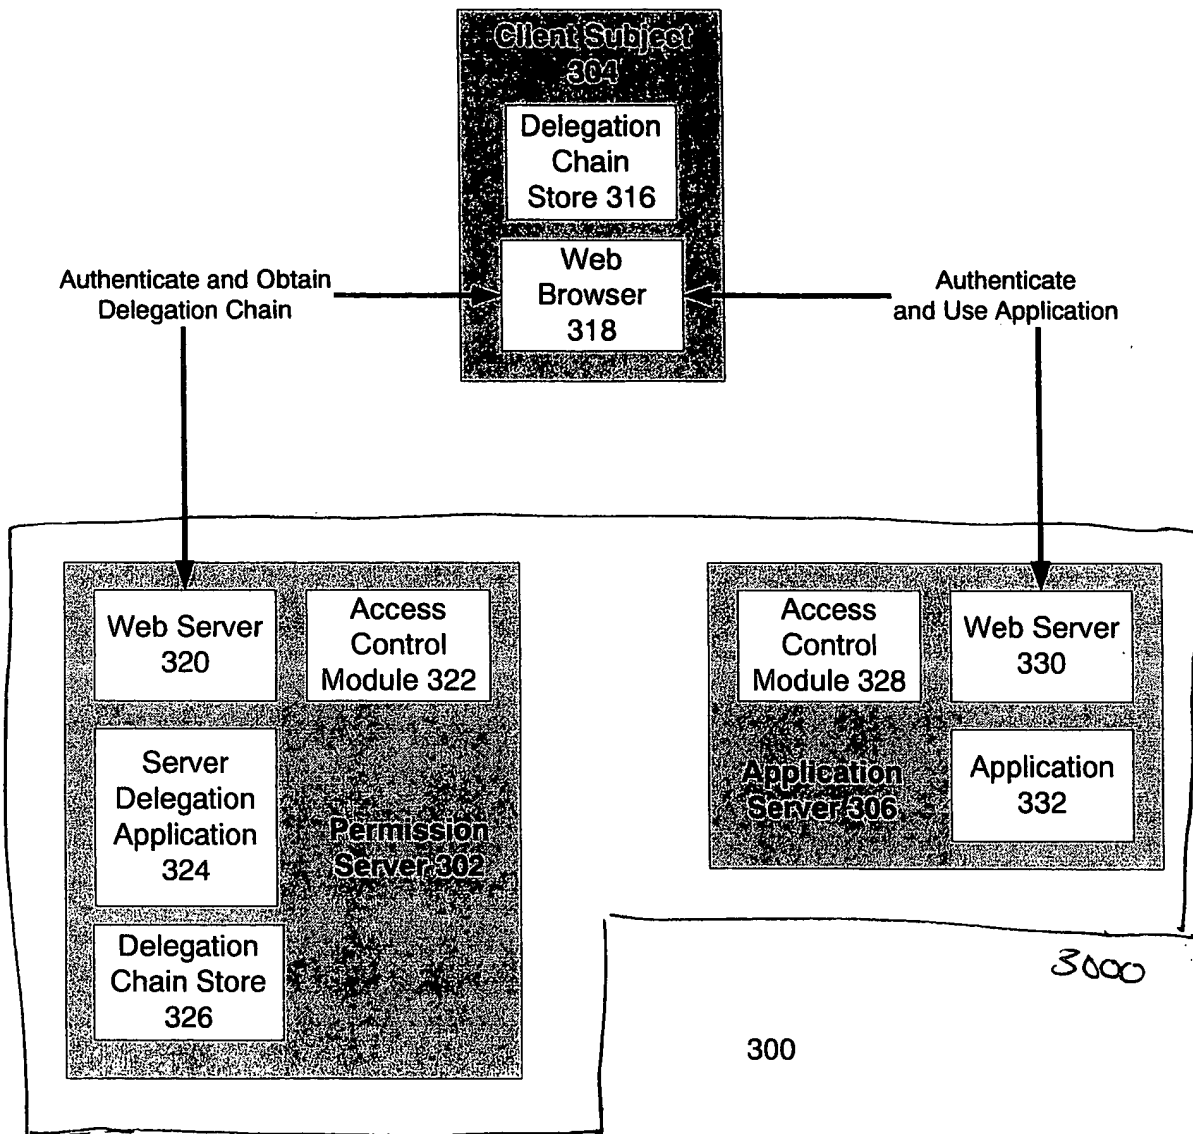 Client Subject
304
Delegation
Chain
Store 316
Web
Browser
318
Authenticate and Obtain
Delegation Chain
Authenticate
and Use Application
Web Server
320
Access
Control
Module 322
Server
Delegation
Application
324
Permission
Server 302
Delegation
Chain Store
326
Access
Control
Module 328
Web Server
330
Application
Server 306
Application
332
3000
300